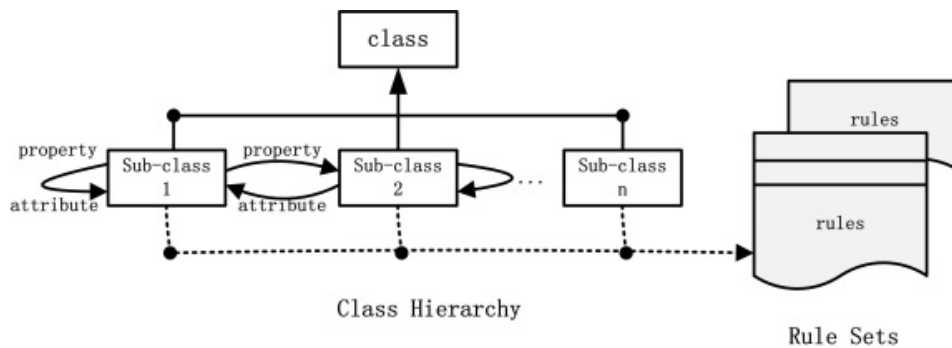 class
property
Sub-class
1
attribute
property
attribute
Sub-class
2
...
Sub-class
n
rules
rules
Class Hierarchy
Rule Sets